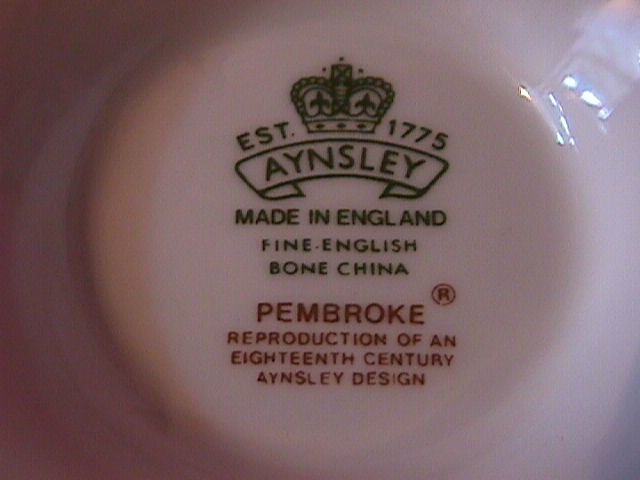 EST. 1775
AYNSLEY
MADE IN ENGLAND
FINE-ENGLISH
BONE CHINA
PEMBROKE ®
REPRODUCTION OF AN
EIGHTEENTH CENTURY
AYNSLEY DESIGN